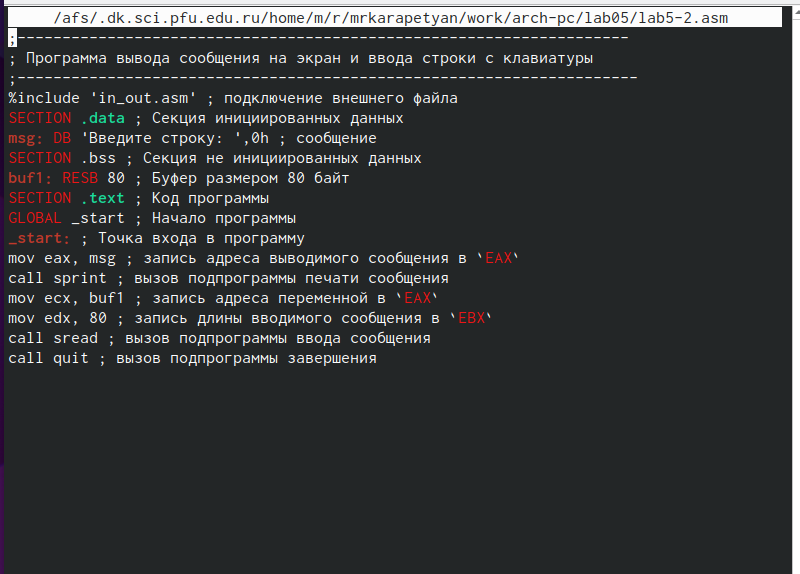 /afs/.dk.sci.pfu.edu.ru/home/m/r/mrkarapetyan/work/arch-pc/lab05/lab5-2.asm
;--------------------------------------------------------------------
; Программа вывода сообщения на экран и ввода строки с клавиатуры
;---------------------------------------------------------------------
%include 'in_out.asm' ; подключение внешнего файла
SECTION .data ; Секция инициированных данных
msg: DB 'Введите строку: ',0h ; сообщение
SECTION .bss ; Секция не инициированных данных
buf1: RESB 80 ; Буфер размером 80 байт
SECTION .text ; Код программы
GLOBAL _start ; Начало программы
_start: ; Точка входа в программу
mov eax, msg ; запись адреса выводимого сообщения в `EAX`
call sprint ; вызов подпрограммы печати сообщения
mov ecx, buf1 ; запись адреса переменной в `EAX`
mov edx, 80 ; запись длины вводимого сообщения в `EBX`
call sread ; вызов подпрограммы ввода сообщения
call quit ; вызов подпрограммы завершения